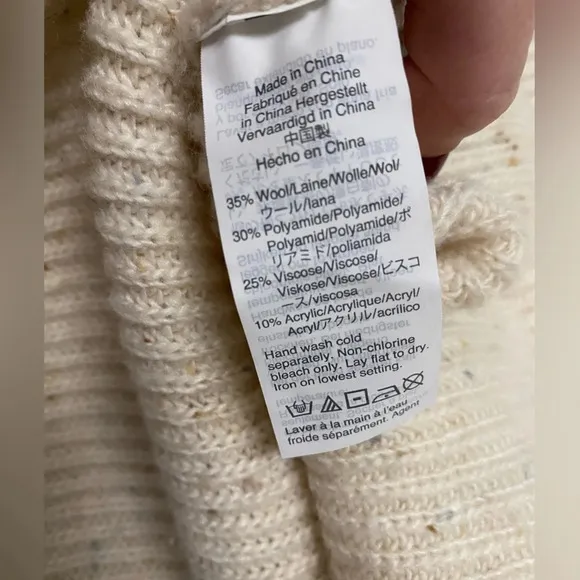 Made in China
Fabriqué en Chine
in China Hergestellt
Vervaardigd in China
中国製
Hecho en China
35% Wool/Laine/Wolle/Wol/
ウール/lana
30% Polyamide/Polyamide/
Polyamid/Polyamide/ポ
リアミド/poliamida
25% Viscose/Viscose/
Viskose/Viscose/ビスコ
ース/viscosa
10% Acrylic/Acrylique/Acryl/
Acryl/アクリル/acrílico
Hand wash cold
separately. Non-chlorine
bleach only. Lay flat to dry.
Iron on lowest setting.
Laver à la main à l'eau
froide séparément. Agent